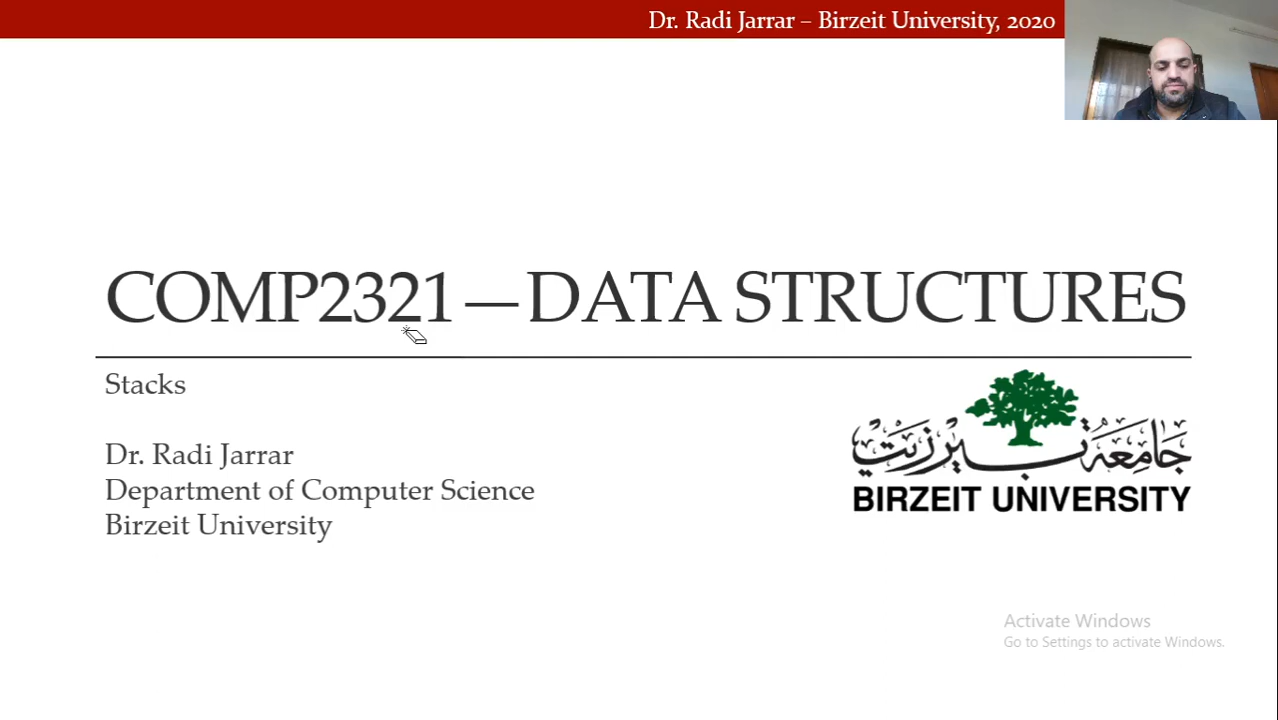 Dr. Radi Jarrar – Birzeit University, 2020
COMP2321—DATA STRUCTURES
Stacks
Dr. Radi Jarrar
Department of Computer Science
Birzeit University
جامعة بيرزيت
BIRZEIT UNIVERSITY
Activate Windows
Go to Settings to activate Windows.